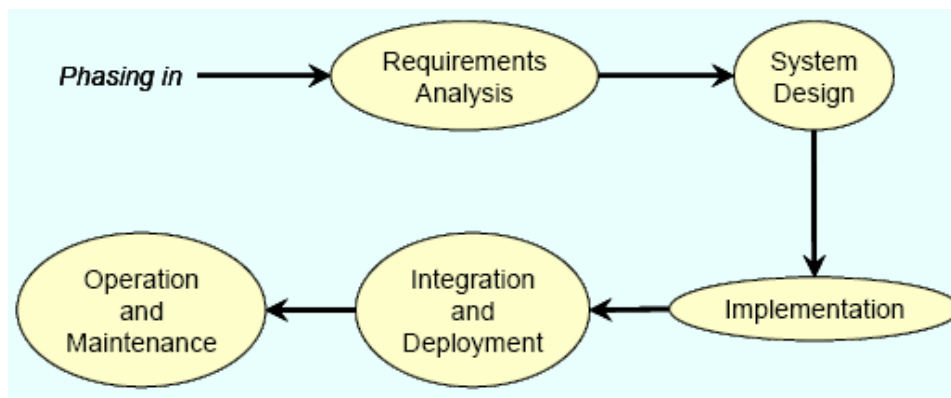 Phasing in
Requirements
Analysis
System
Design
Implementation
Integration
and
Deployment
Operation
and
Maintenance